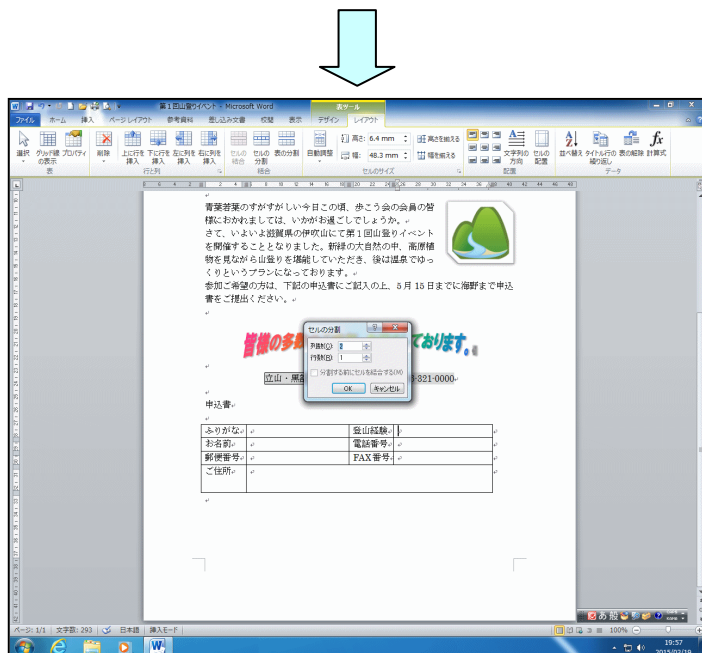 第1回山登りイベント - Microsoft Word
表ツール
ファイル ホーム 挿入 ページ レイアウト 参考資料 差し込み文書 校閲 表示 デザイン レイアウト
選択 グリッド線の表示 プロパティ 削除 上に行を挿入 下に行を挿入 左に列を挿入 右に列を挿入 セルの結合 セルの分割 表の分割 自動調整 高さ: 6.4 mm 高さを揃える 幅: 48.3 mm 幅を揃える 文字列の方向 セルの配置 並べ替え タイトル行の繰り返し 表の解除 計算式
表 行と列 結合 セルのサイズ 配置 データ
青葉若葉のすがすがしい今日この頃、歩こう会の会員の皆
様におかれましては、いかがお過ごしでしょうか。
さて、いよいよ滋賀県の伊吹山にて第1回山登りイベント
を開催することとなりました。新緑の大自然の中、高原植
物を見ながら山登りを堪能していただき、後は温泉でゆっ
くりというプランになっております。
参加ご希望の方は、下記の申込書にご記入の上、5月15日までに海野まで申込
書をご提出ください。
セルの分割
列数(C): 2
行数(R): 1
分割する前にセルを結合する(M)
OK キャンセル
皆様の多 ております。
立山・黒 -321-0000
申込書
ふりがな 登山経験
お名前 電話番号
郵便番号 FAX番号
ご住所
あ 般
ページ: 1/1 文字数: 293 日本語 挿入モード 100%
19:57
2015/02/19